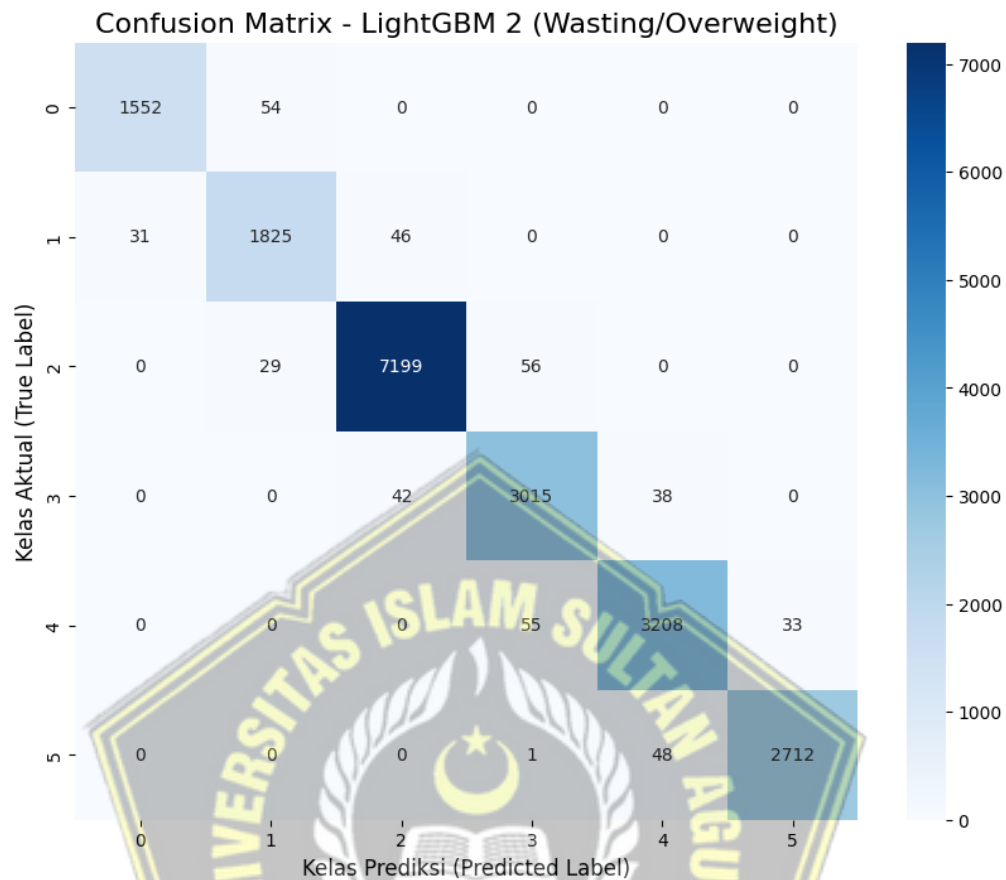 Confusion Matrix - LightGBM 2 (Wasting/Overweight)
0 1552 54 0 0 0 0
1 31 1825 46 0 0 0
2 0 29 7199 56 0 0
3 0 0 42 3015 38 0
4 0 0 0 55 3208 33
5 0 0 0 1 48 2712
0 1 2 3 4 5
Kelas Aktual (True Label)
Kelas Prediksi (Predicted Label)
7000
6000
5000
4000
3000
2000
1000
0
IVERSITAS ISLAM SULTAN AGU